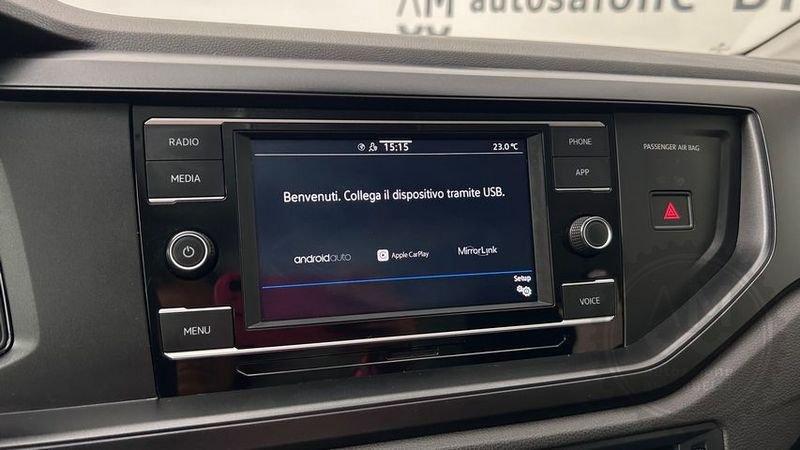 AM autosalone
RADIO
MEDIA
MENU
15:15
23.0 °C
Benvenuti. Collega il dispositivo tramite USB.
androidauto
Apple CarPlay
MirrorLink
Setup
PHONE
APP
VOICE
PASSENGER AIR BAG